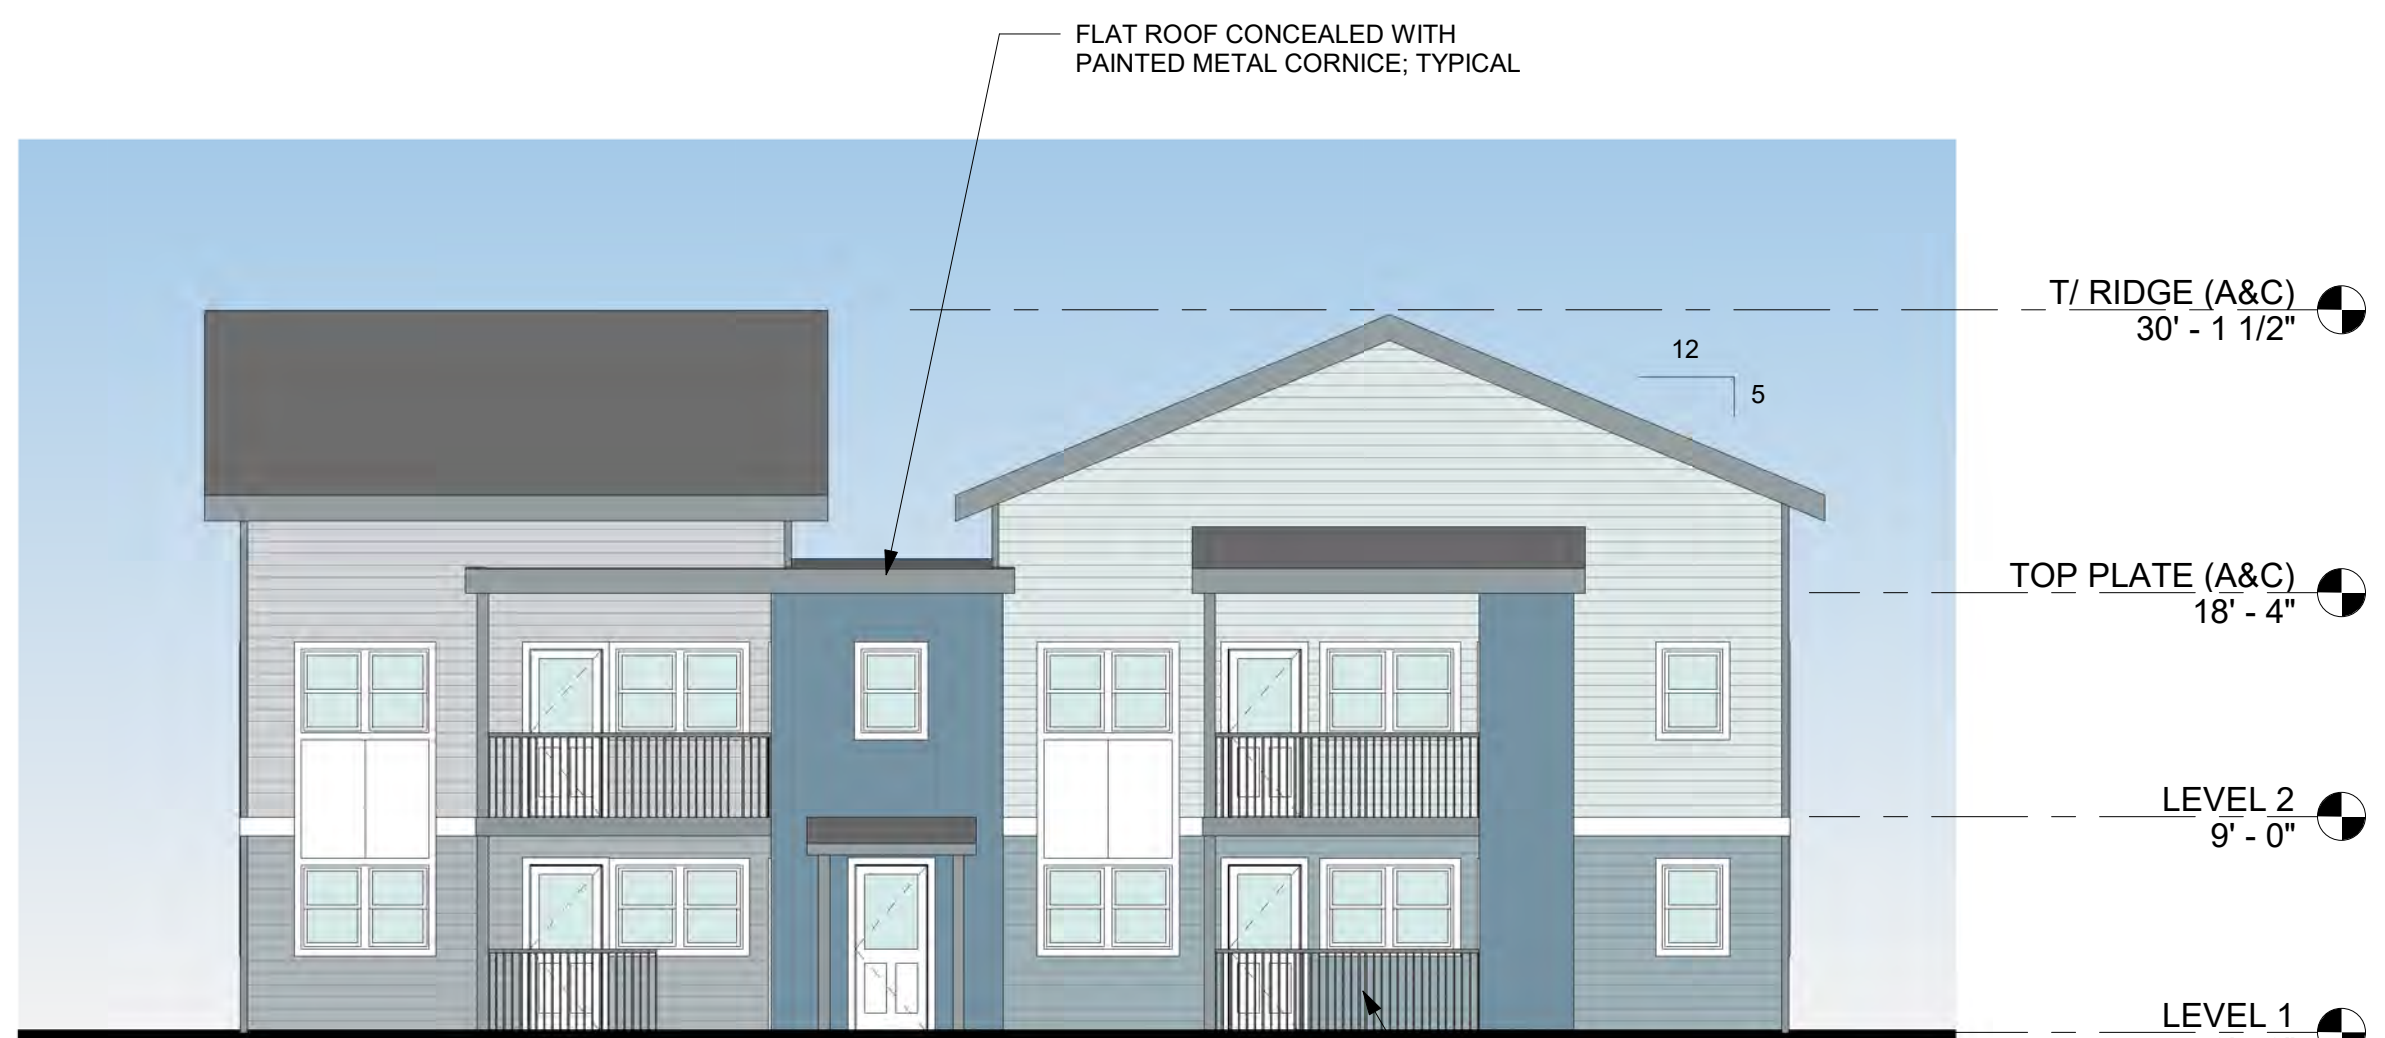 FLAT ROOF CONCEALED WITH
PAINTED METAL CORNICE; TYPICAL
T/ RIDGE (A&C)
30' - 1 1/2"
12
5
TOP PLATE (A&C)
18' - 4"
LEVEL 2
9' - 0"
LEVEL 1